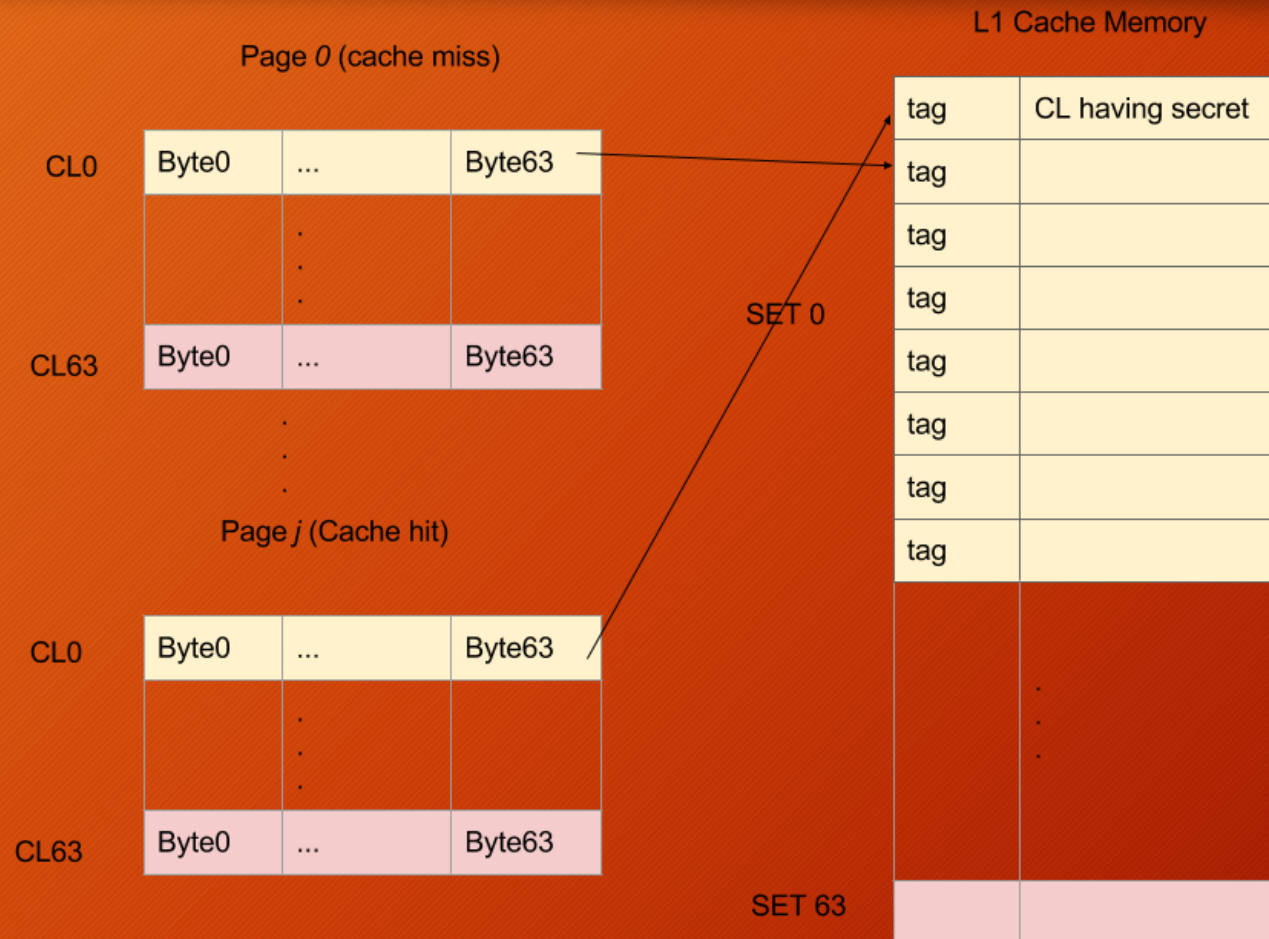 L1 Cache Memory
Page 0 (cache miss)
CL0
Byte0 ... Byte63
.
.
.
CL63
Byte0 ... Byte63
.
.
.
Page j (Cache hit)
CL0
Byte0 ... Byte63
.
.
.
CL63
Byte0 ... Byte63
tag CL having secret
tag
tag
SET 0
tag
tag
tag
tag
tag
.
.
.
SET 63